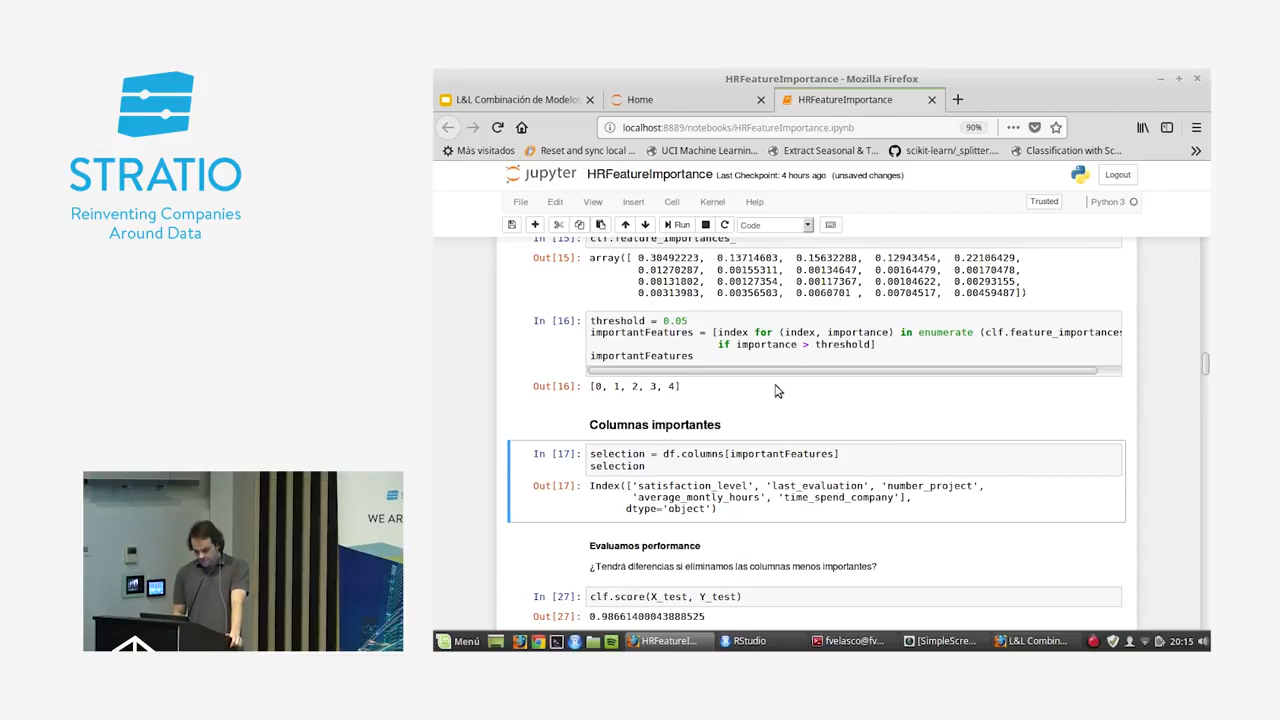 STRATIO
Reinventing Companies
Around Data
WE AR
HRFeatureImportance - Mozilla Firefox
L&L Combinación de Modelos
Home
HRFeatureImportance
localhost:8889/notebooks/HRFeatureImportance.ipynb
90%
Más visitados
Reset and sync local ...
UCI Machine Learnin...
Extract Seasonal & T...
scikit-learn/_splitter....
Classification with Sc...
jupyter HRFeatureImportance Last Checkpoint: 4 hours ago (unsaved changes)
Logout
File Edit View Insert Cell Kernel Help
Trusted
Python 3
Run
Code
In [15]: clf.feature_importances_
Out[15]: array([ 0.30492223, 0.13714603, 0.15632288, 0.12943454, 0.22106429,
0.01270287, 0.00155311, 0.00134647, 0.00164479, 0.00170478,
0.00131802, 0.00127354, 0.00117367, 0.00104622, 0.00293155,
0.00313983, 0.00356503, 0.0060701 , 0.00704517, 0.00459487])
In [16]: threshold = 0.05
importantFeatures = [index for (index, importance) in enumerate (clf.feature_importances
if importance > threshold]
importantFeatures
Out[16]: [0, 1, 2, 3, 4]
Columnas importantes
In [17]: selection = df.columns[importantFeatures]
selection
Out[17]: Index(['satisfaction_level', 'last_evaluation', 'number_project',
'average_montly_hours', 'time_spend_company'],
dtype='object')
Evaluamos performance
¿Tendrá diferencias si eliminamos las columnas menos importantes?
In [27]: clf.score(X_test, Y_test)
Out[27]: 0.98661400043888525
Menú
HRFeatureI...
RStudio
fvelasco@fv...
[SimpleScre...
L&L Combin...
20:15